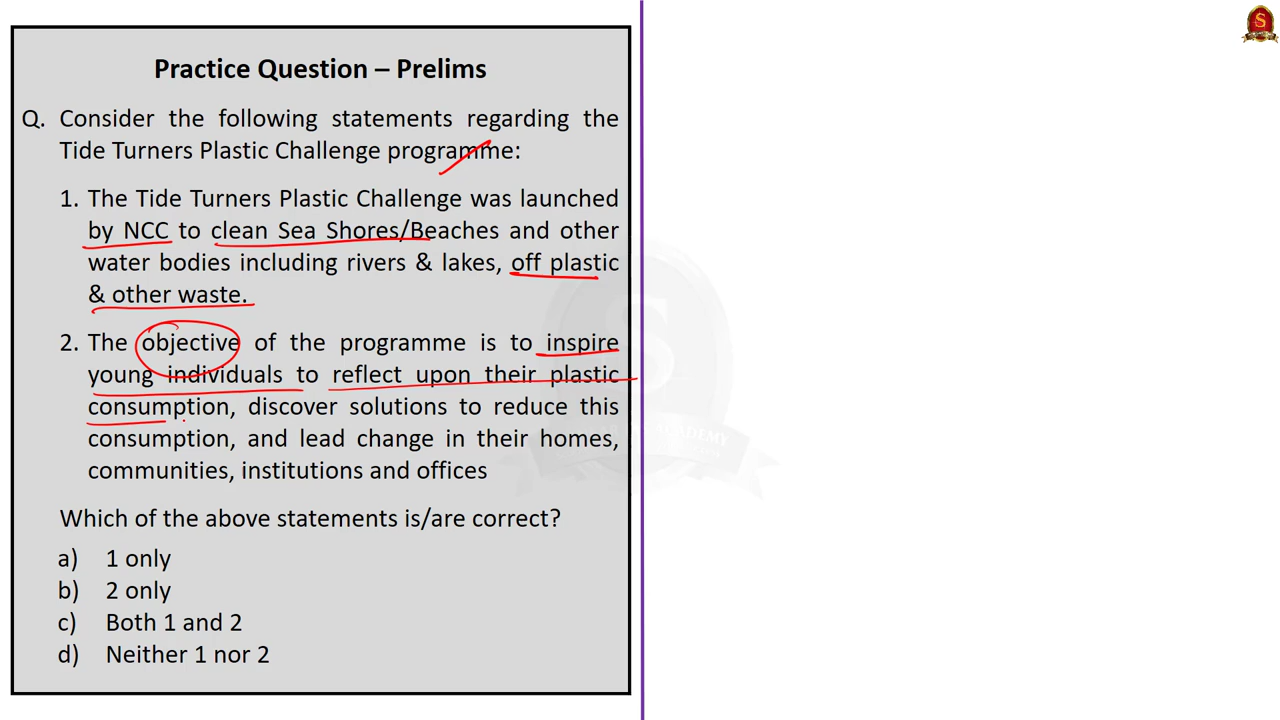 Practice Question – Prelims
Q. Consider the following statements regarding the
Tide Turners Plastic Challenge programme:
1. The Tide Turners Plastic Challenge was launched
by NCC to clean Sea Shores/Beaches and other
water bodies including rivers & lakes, off plastic
& other waste.
2. The objective of the programme is to inspire
young individuals to reflect upon their plastic
consumption, discover solutions to reduce this
consumption, and lead change in their homes,
communities, institutions and offices
Which of the above statements is/are correct?
a) 1 only
b) 2 only
c) Both 1 and 2
d) Neither 1 nor 2
S
ACADEMY